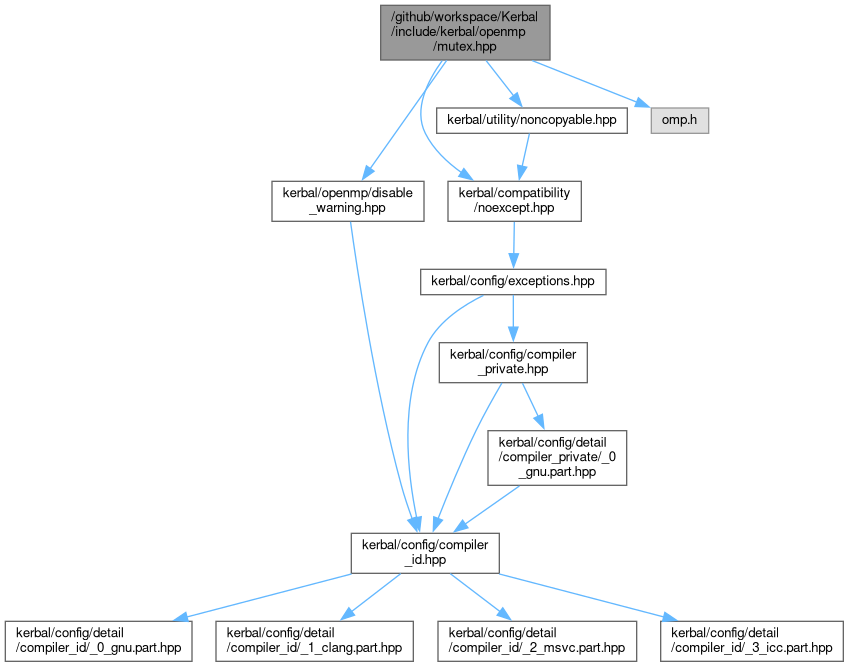 /github/workspace/Kerbal
/include/kerbal/openmp
/mutex.hpp
kerbal/utility/noncopyable.hpp
omp.h
kerbal/openmp/disable
_warning.hpp
kerbal/compatibility
/noexcept.hpp
kerbal/config/exceptions.hpp
kerbal/config/compiler
_private.hpp
kerbal/config/detail
/compiler_private/_0
_gnu.part.hpp
kerbal/config/compiler
_id.hpp
kerbal/config/detail
/compiler_id/_0_gnu.part.hpp
kerbal/config/detail
/compiler_id/_1_clang.part.hpp
kerbal/config/detail
/compiler_id/_2_msvc.part.hpp
kerbal/config/detail
/compiler_id/_3_icc.part.hpp